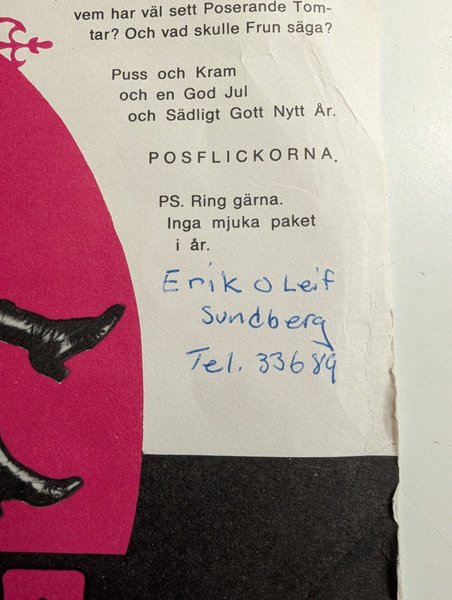 vem har väl sett Poserande Tom-
tar? Och vad skulle Frun säga?
Puss och Kram
och en God Jul
och Sädligt Gott Nytt År.
POSFLICKORNA.
PS. Ring gärna.
Inga mjuka paket
i år.
Erik o Leif
Sundberg
Tel. 33689